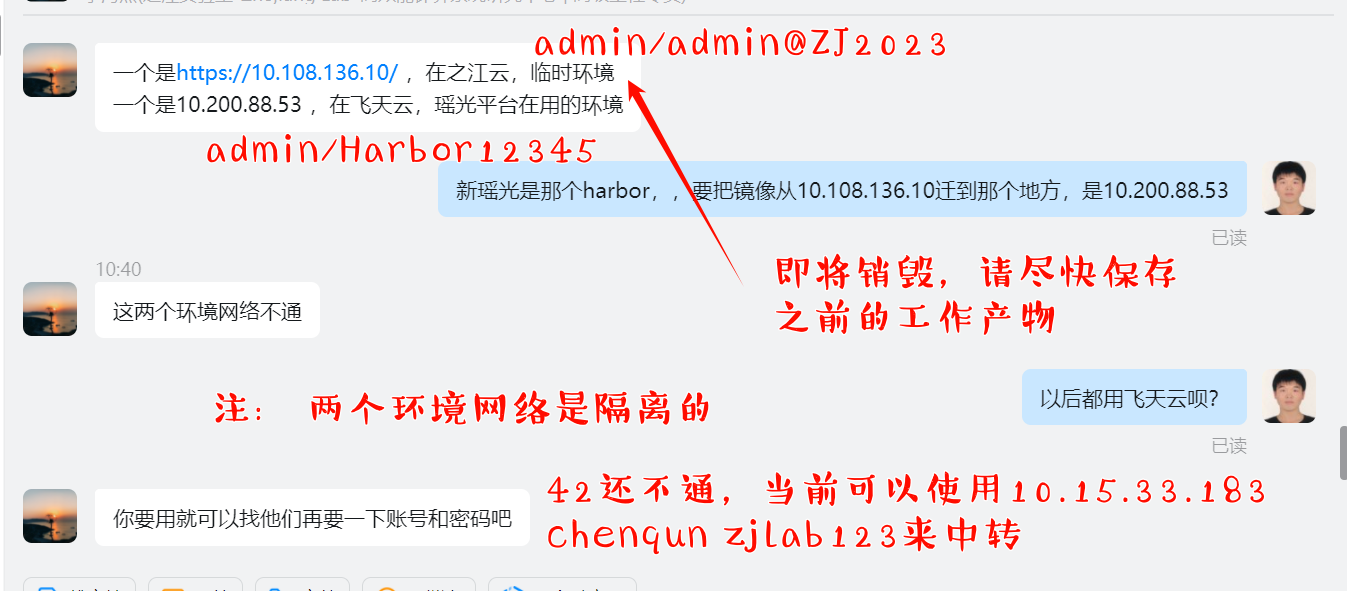 admin/admin@ZJ2023
一个是https://10.108.136.10/ ，在之江云，临时环境
一个是10.200.88.53 ，在飞天云，瑶光平台在用的环境
admin/Harbor12345
新瑶光是那个harbor，，要把镜像从10.108.136.10迁到那个地方，是10.200.88.53
已读
即将销毁，请尽快保存
之前的工作产物
10:40
这两个环境网络不通
注： 两个环境网络是隔离的
以后都用飞天云呗？
已读
42还不通，当前可以使用10.15.33.183
chenqun zjlab123来中转
你要用就可以找他们再要一下账号和密码吧